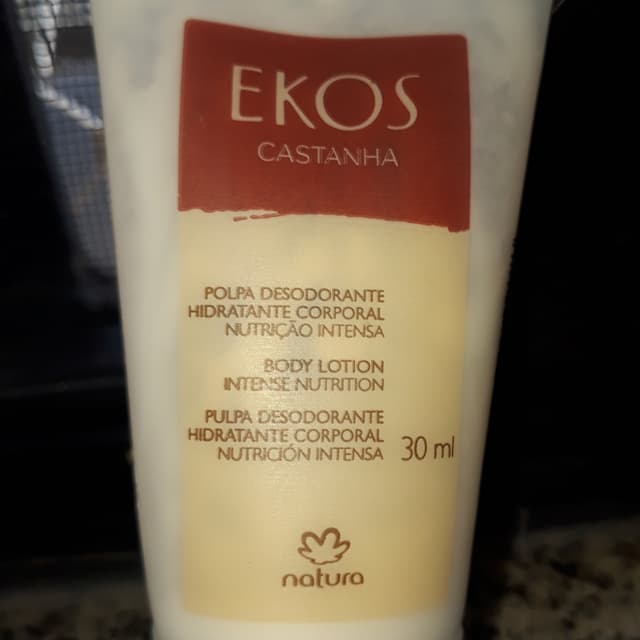 EKOS
CASTANHA
POLPA DESODORANTE
HIDRATANTE CORPORAL
NUTRIÇÃO INTENSA
BODY LOTION
INTENSE NUTRITION
PULPA DESODORANTE
HIDRATANTE CORPORAL
NUTRICIÓN INTENSA
30 ml
natura